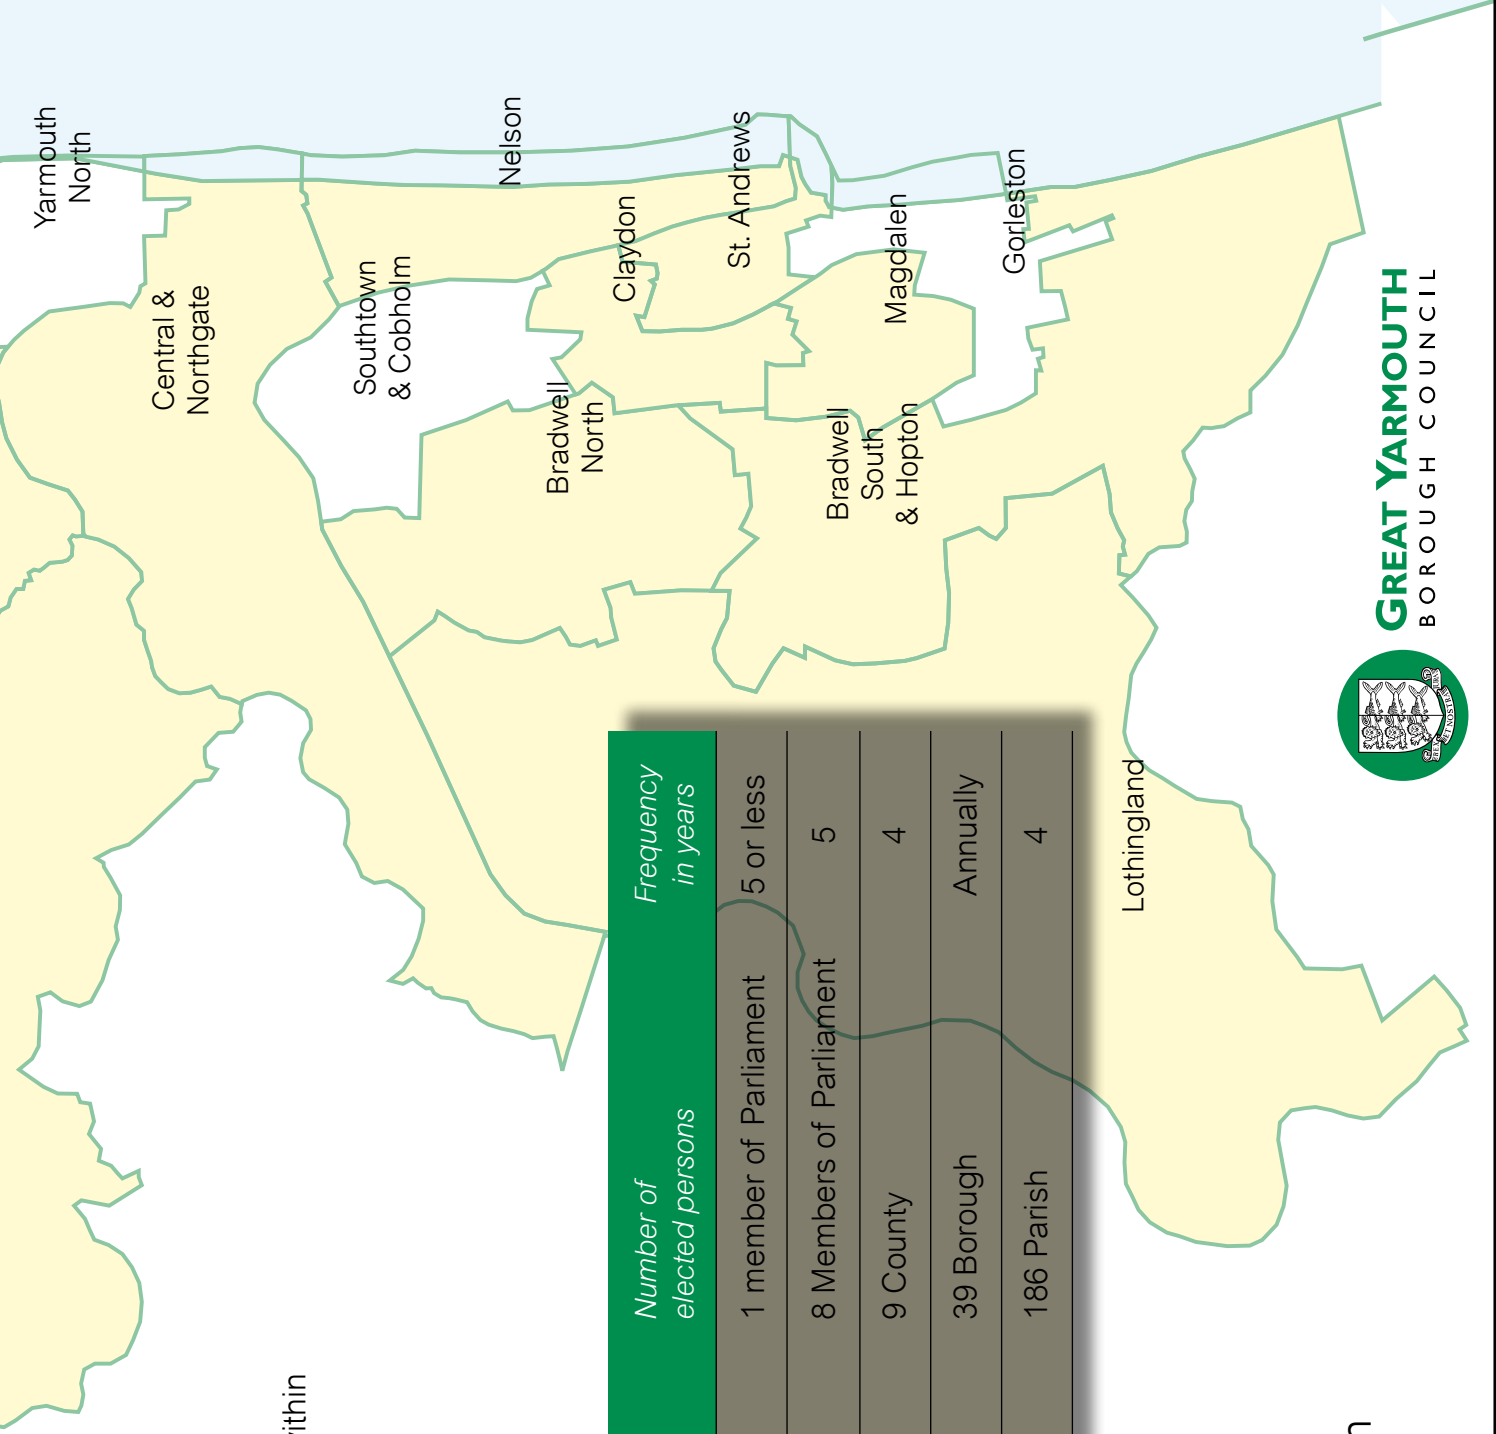 Yarmouth
North
Central &
Northgate
Southtown
& Cobholm
Nelson
Claydon
St. Andrews
Magdalen
Gorleston
Bradwell
North
Bradwell
South
& Hopton
Lothingland
Number of
elected persons
Frequency
in years
1 member of Parliament 5 or less
8 Members of Parliament 5
9 County 4
39 Borough Annually
186 Parish 4
GREAT YARMOUTH
BOROUGH COUNCIL